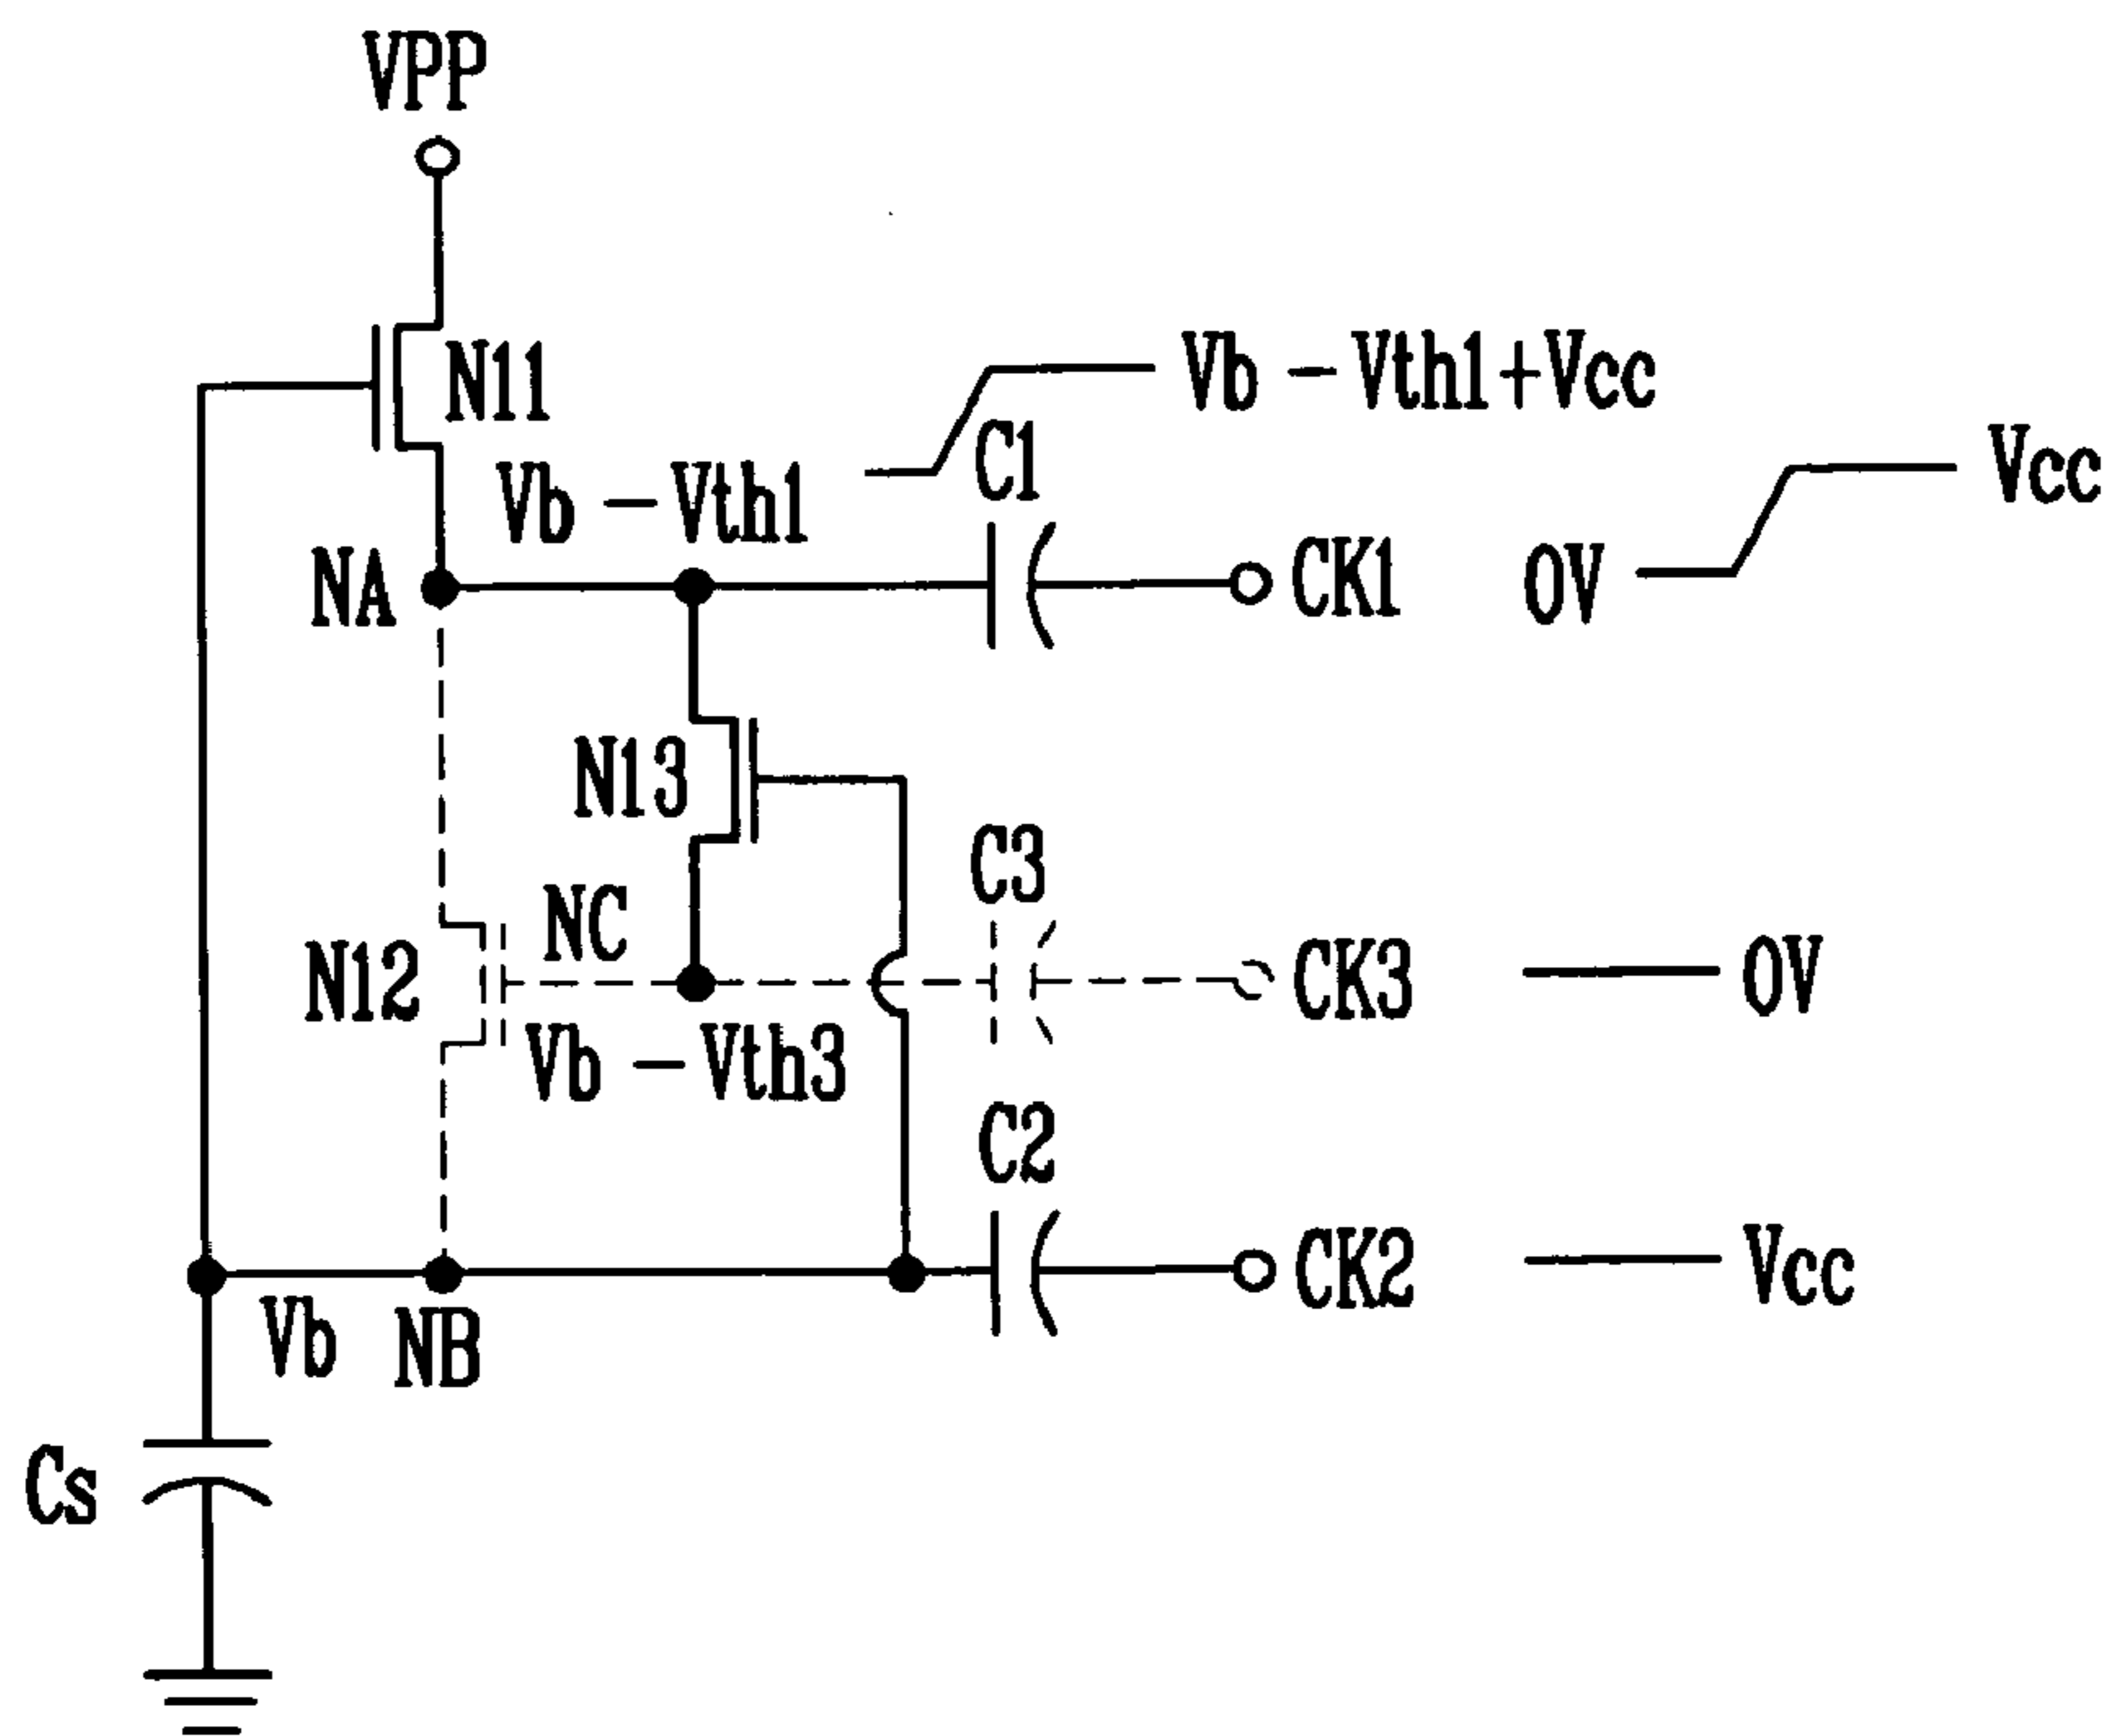 VPP
N11
Vb-Vth1+Vcc
C1
Vcc
Vb-Vth1
NA
CK1
0V
N13
C3
NC
N12
CK3
0V
Vb-Vth3
C2
CK2
Vcc
Vb
NB
Cs